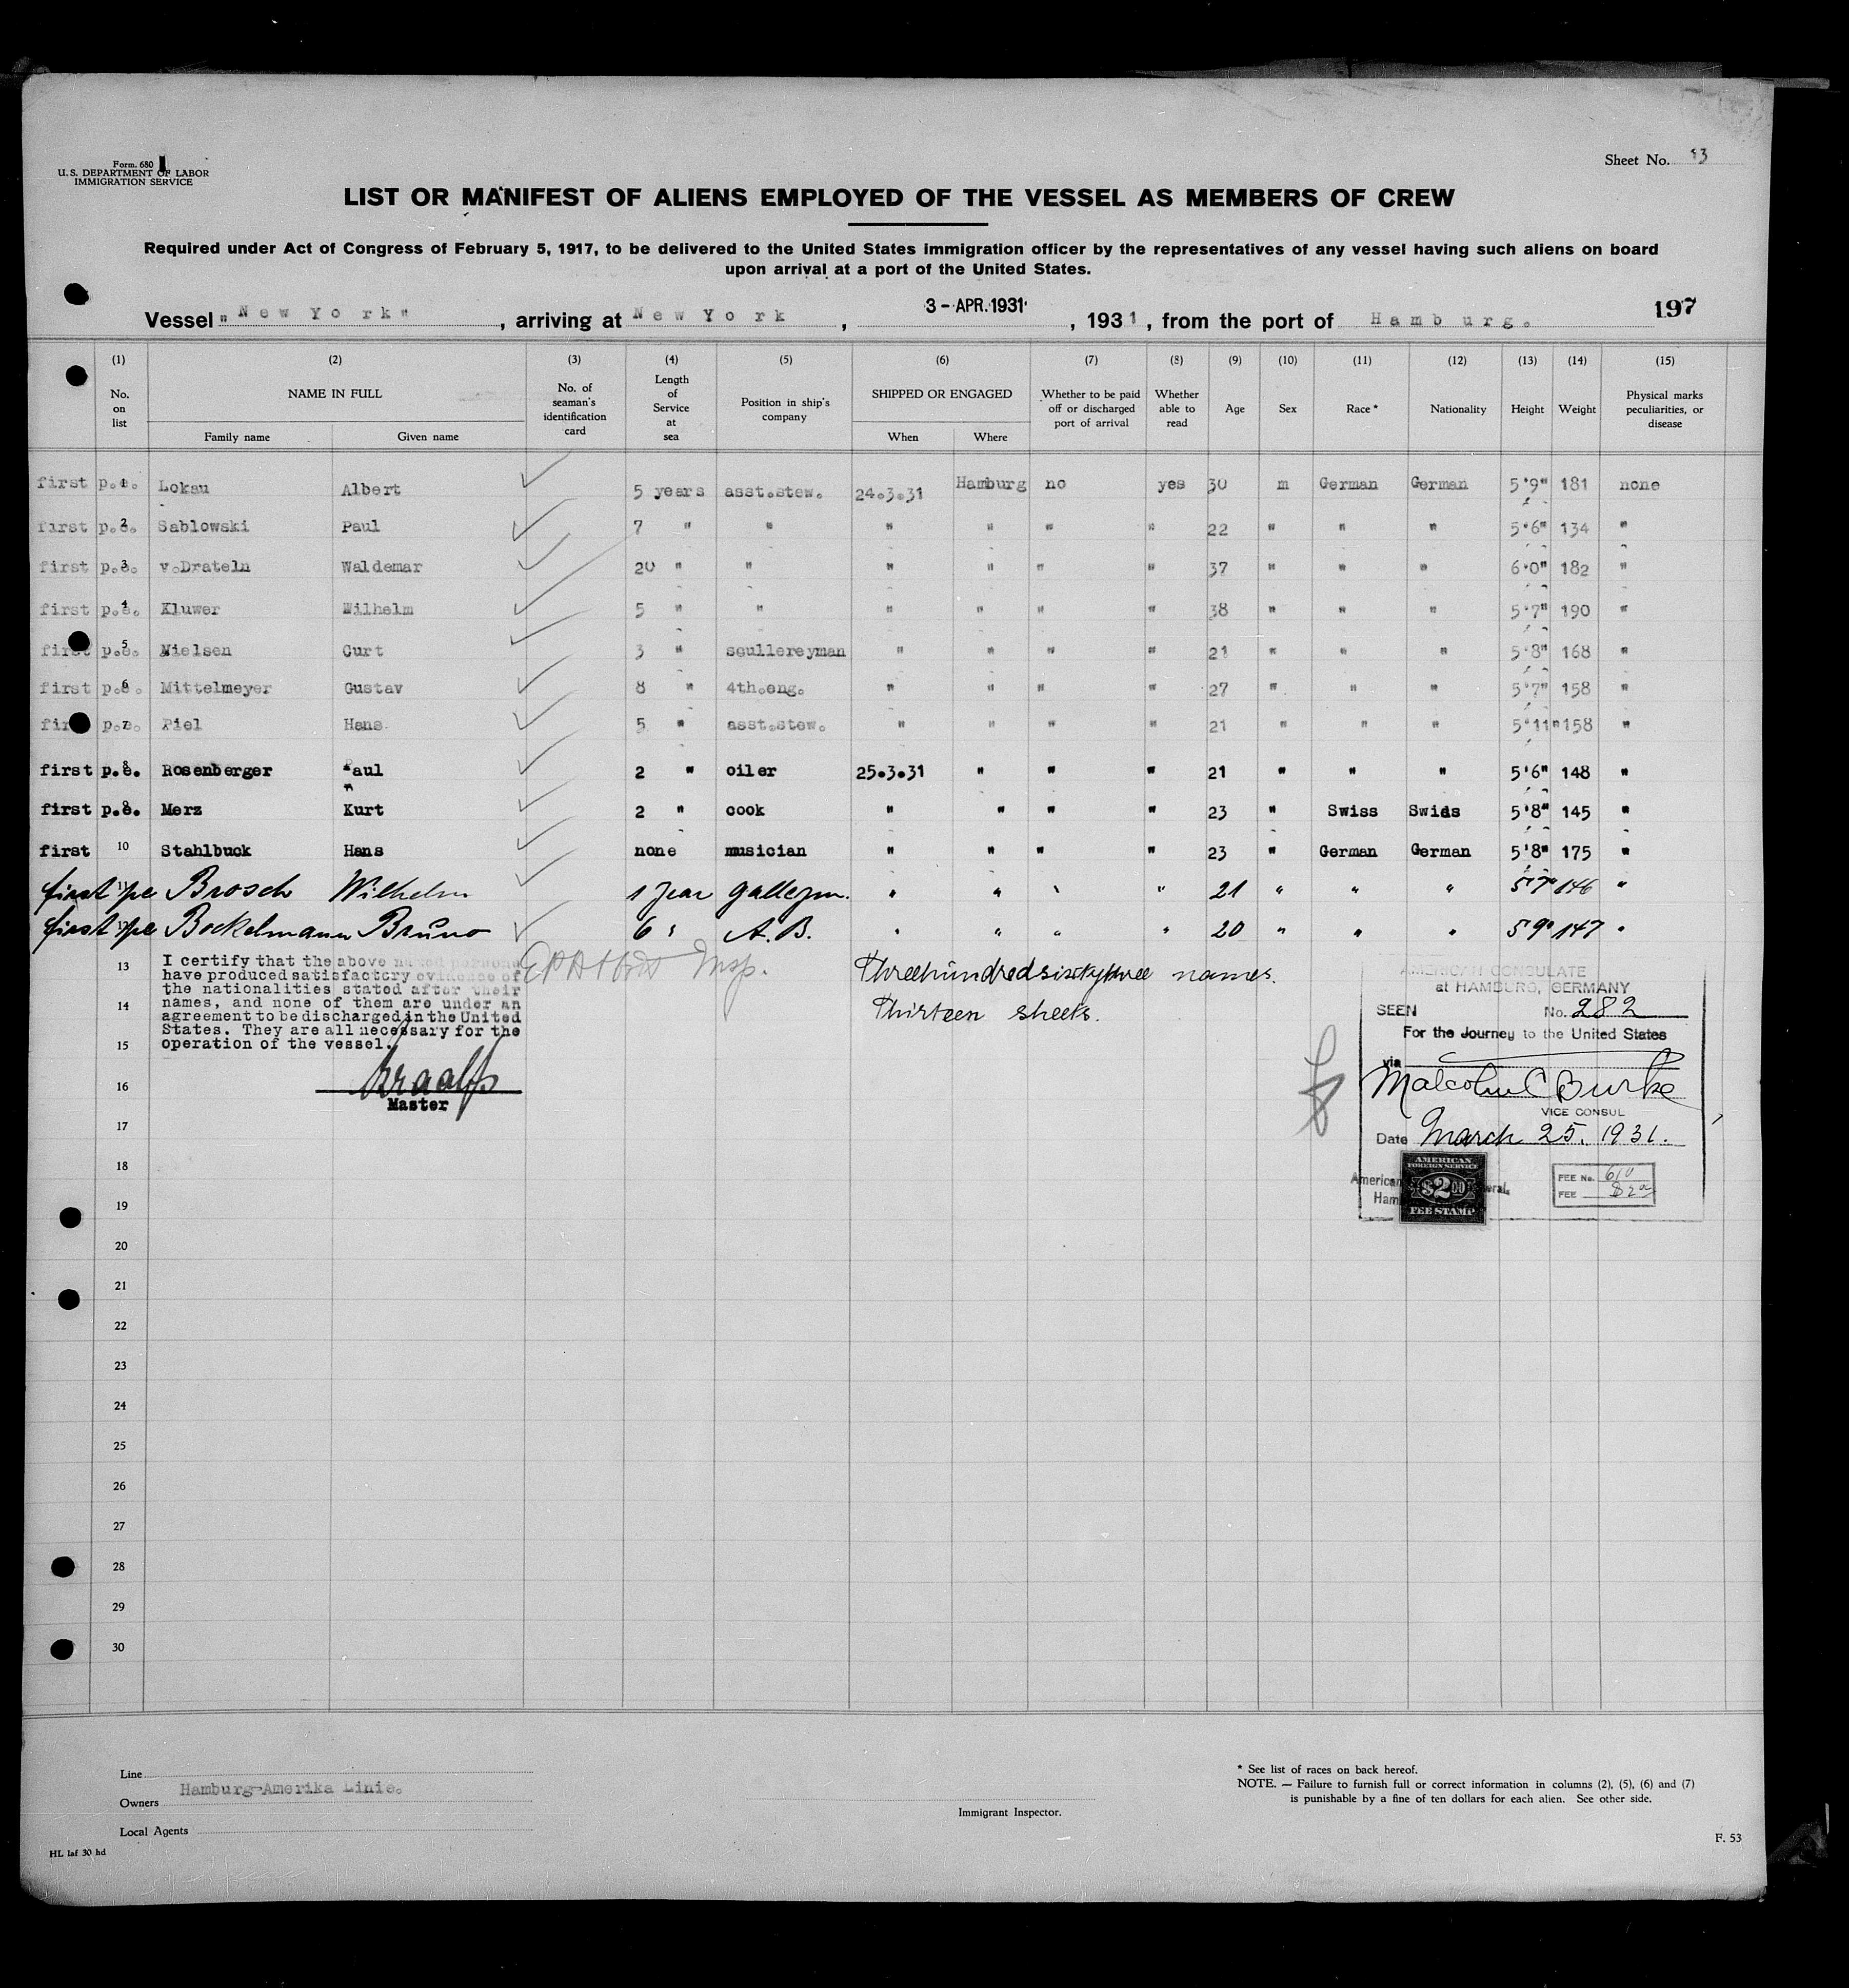 Form. 680
U. S. DEPARTMENT OF LABOR
IMMIGRATION SERVICE
Sheet No. 13
LIST OR MANIFEST OF ALIENS EMPLOYED OF THE VESSEL AS MEMBERS OF CREW
Required under Act of Congress of February 5, 1917, to be delivered to the United States immigration officer by the representatives of any vessel having such aliens on board
upon arrival at a port of the United States.
Vessel "New York", arriving at New York, 3 - APR. 1931, 1931, from the port of Hamburg. 197
(1) (2) (3) (4) (5) (6) (7) (8) (9) (10) (11) (12) (13) (14) (15)
No. on list NAME IN FULL Family name Given name No. of seaman's identification card Length of Service at sea Position in ship's company SHIPPED OR ENGAGED When Where Whether to be paid off or discharged port of arrival Whether able to read Age Sex Race * Nationality Height Weight Physical marks peculiarities, or disease
first p.e. 1 Lokau Albert 5 years asst.stew. 24.3.31 Hamburg no yes 30 m German German 5'9" 181 none
first p.e. 2 Sablowski Paul 7 " " " " " " 22 " " " 5'6" 134 "
first p.e. 3 v.Drateln Waldemar 20 " " " " " " 37 " " " 6'0" 182 "
first p.e. 4 Kluwer Wilhelm 5 " " " " " " 38 " " " 5'7" 190 "
first p.e. 5 Nielsen Curt 3 " scullereyman " " " " 21 " " " 5'8" 168 "
first p.e. 6 Mittelmeyer Gustav 8 " 4th.eng. " " " " 27 " " " 5'7" 158 "
first p.e. 7 Piel Hans 5 " asst.stew. " " " " 21 " " " 5'11" 158 "
first p.e. 8 Rosenberger Paul 2 " oiler 25.3.31 " " " 21 " " " 5'6" 148 "
first p.e. 9 Merz Kurt 2 " cook " " " " 23 " Swiss Swiss 5'8" 145 "
first 10 Stahlbuck Hans none musician " " " " 23 " German German 5'8" 175 "
first pe 11 Brosch Wilhelm 1 year galleym. " " " " 21 " " " 5'7" 146 "
first pe 12 Bockelmann Bruno 6 " A.B. " " " " 20 " " " 5'9" 147 "
13
14
15
16
17
18
19
20
21
22
23
24
25
26
27
28
29
30
I certify that the above named persons
have produced satisfactory evidence of
the nationalities stated after their
names, and none of them are under an
agreement to be discharged in the United
States. They are all necessary for the
operation of the vessel.
Master
Insp.
Threehundredsixtythree names.
Thirteen sheets.
AMERICAN CONSULATE
at HAMBURG, GERMANY
SEEN No. 282
For the Journey to the United States
via
Malcolm C Burke
VICE CONSUL
Date March 25, 1931.
American
Ham
AMERICAN
FOREIGN SERVICE
$2.00
FEE STAMP
FEE No.
FEE
Line
Hamburg-Amerika Linie.
Owners
Local Agents
HL laf 30 hd
Immigrant Inspector.
* See list of races on back hereof.
NOTE. — Failure to furnish full or correct information in columns (2), (5), (6) and (7)
is punishable by a fine of ten dollars for each alien. See other side.
F. 53